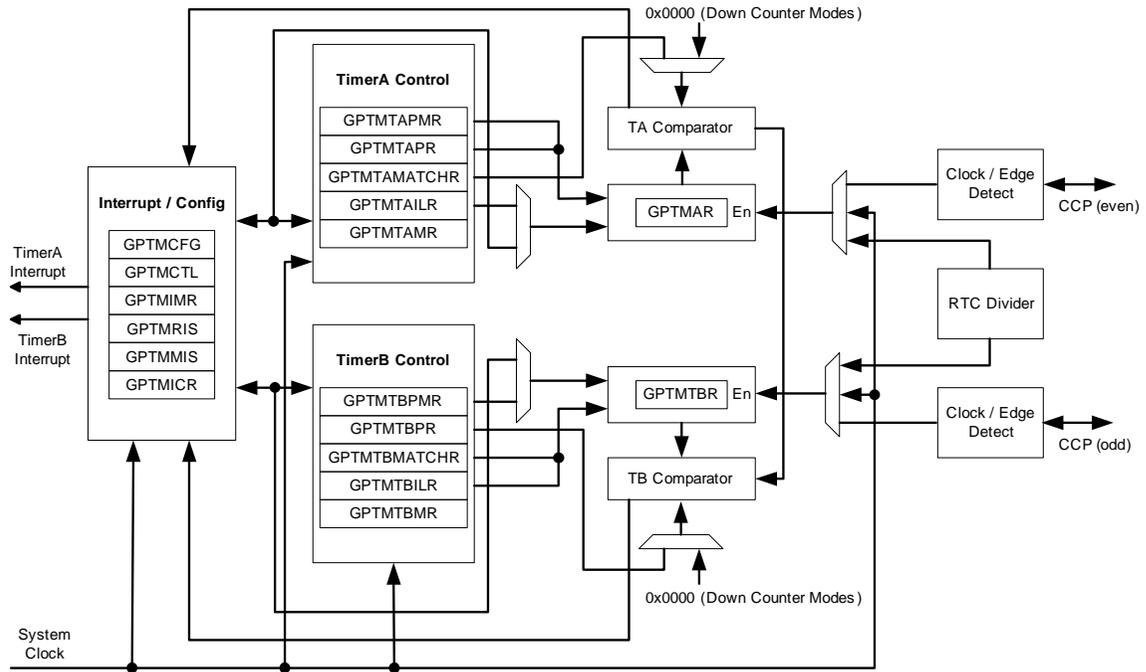 0x0000 (Down Counter Modes)
TimerA Control
GPTMTAPMR
GPTMTAPR
GPTMTAMATCHR
GPTMTAILR
GPTMTAMR
TA Comparator
GPTMAR
En
Clock / Edge
Detect
CCP (even)
Interrupt / Config
GPTMCFG
GPTMCTL
GPTMIMR
GPTMRIS
GPTMMIS
GPTMICR
TimerA
Interrupt
TimerB
Interrupt
RTC Divider
TimerB Control
GPTMTBPMR
GPTMTBPR
GPTMTBMATCHR
GPTMTBILR
GPTMTBMR
GPTMTBR
En
TB Comparator
Clock / Edge
Detect
CCP (odd)
0x0000 (Down Counter Modes)
System
Clock